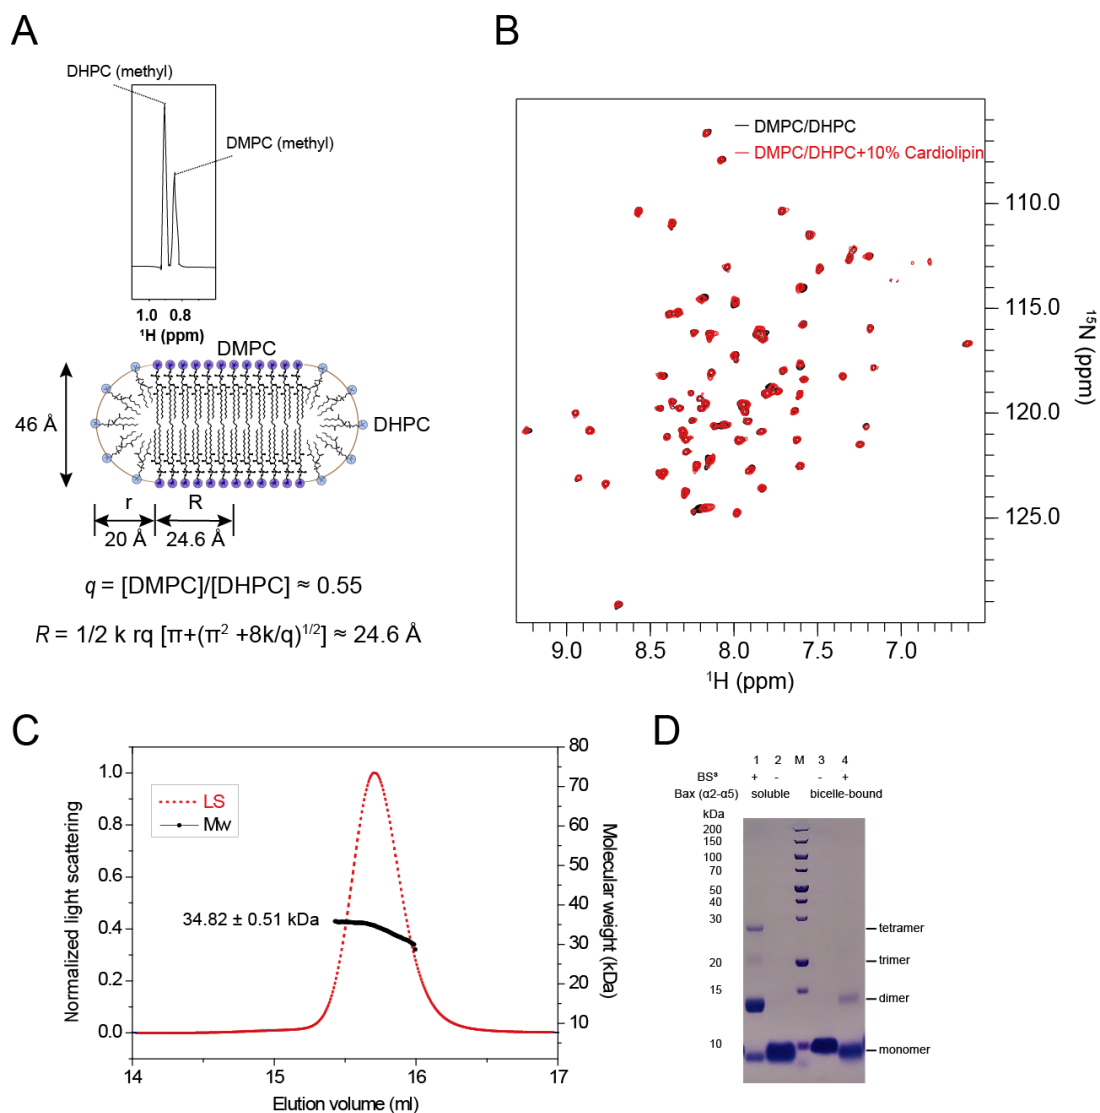 A
DHPC (methyl)
DMPC (methyl)
1.0 0.8
¹H (ppm)
DMPC
46 Å
DHPC
r R
20 Å 24.6 Å
q = [DMPC]/[DHPC] ≈ 0.55
R = 1/2 k rq [π+(π² +8k/q)¹/²] ≈ 24.6 Å
B
DMPC/DHPC
DMPC/DHPC+10% Cardiolipin
110.0
115.0
120.0
125.0
¹⁵N (ppm)
9.0 8.5 8.0 7.5 7.0
¹H (ppm)
C
Normalized light scattering
1.0
0.8
0.6
0.4
0.2
0.0
LS
Mw
34.82 ± 0.51 kDa
80
70
60
50
40
30
20
10
Molecular weight (kDa)
14 15 16 17
Elution volume (ml)
D
1 2 M 3 4
BS³ + - - +
Bax (α2-α5) soluble bicelle-bound
kDa
200
150
100
70
50
40
30
20
15
10
tetramer
trimer
dimer
monomer